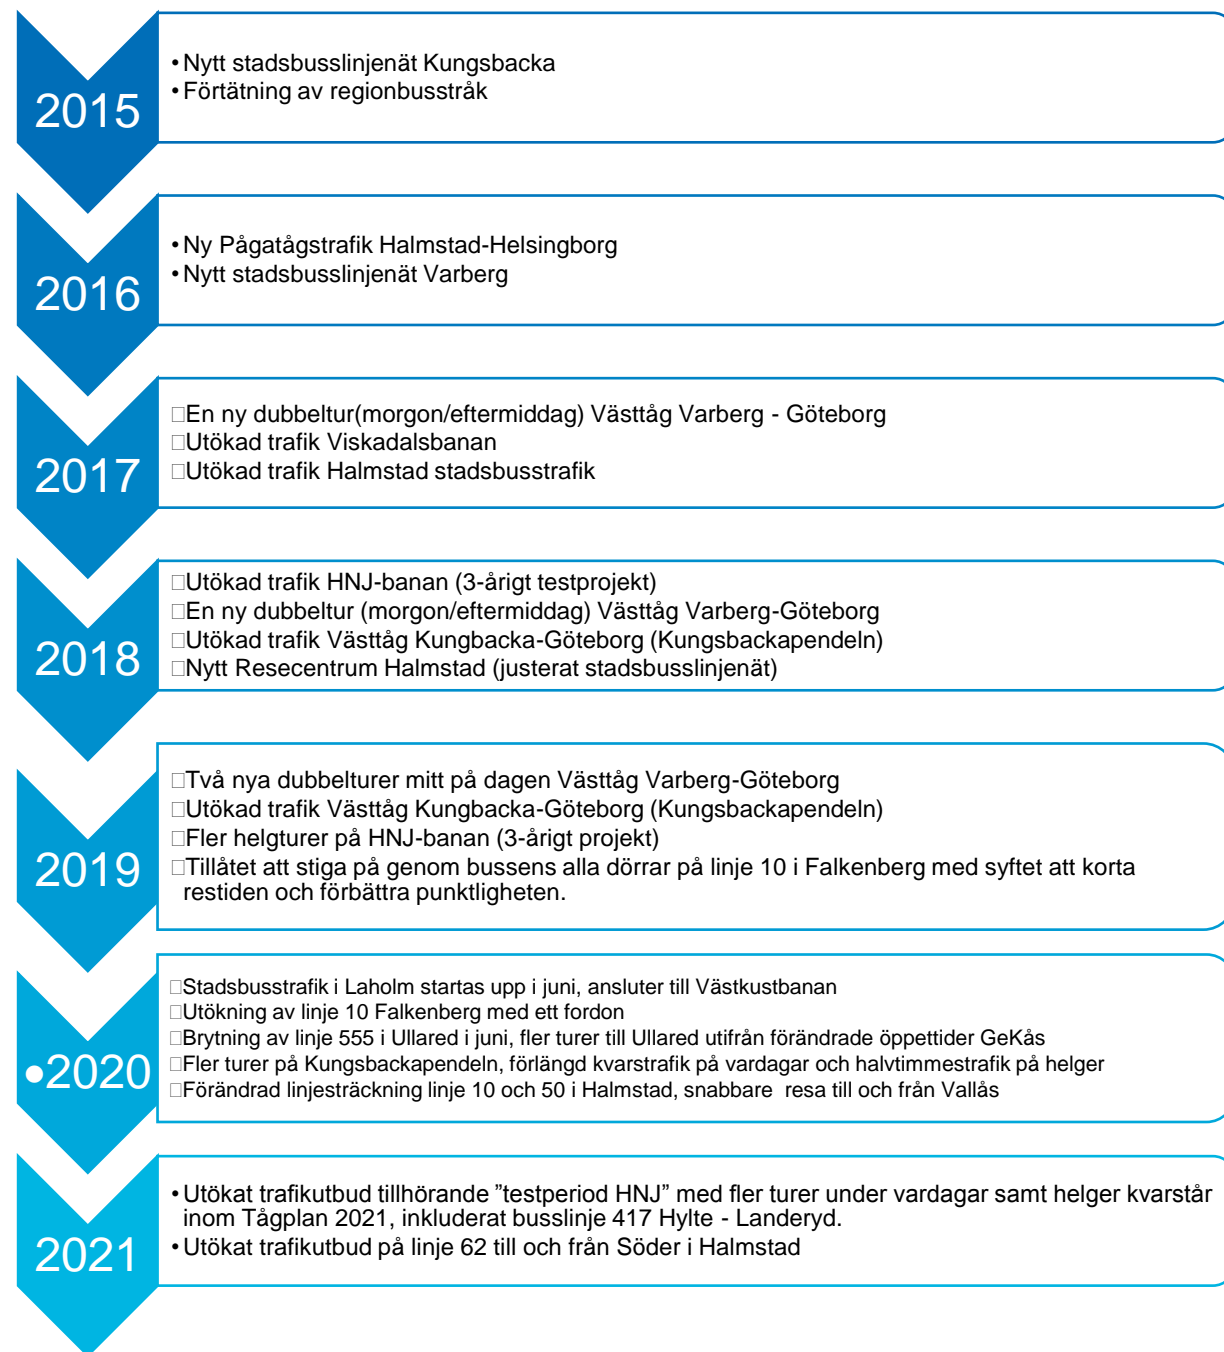 2015
• Nytt stadsbusslinjenät Kungsbacka
• Förtätning av regionbusstråk
2016
• Ny Pågatågstrafik Halmstad-Helsingborg
• Nytt stadsbusslinjenät Varberg
2017
□En ny dubbeltur(morgon/eftermiddag) Västtåg Varberg - Göteborg
□Utökad trafik Viskadalsbanan
□Utökad trafik Halmstad stadsbusstrafik
2018
□Utökad trafik HNJ-banan (3-årigt testprojekt)
□En ny dubbeltur (morgon/eftermiddag) Västtåg Varberg-Göteborg
□Utökad trafik Västtåg Kungbacka-Göteborg (Kungsbackapendeln)
□Nytt Resecentrum Halmstad (justerat stadsbusslinjenät)
2019
□Två nya dubbelturer mitt på dagen Västtåg Varberg-Göteborg
□Utökad trafik Västtåg Kungbacka-Göteborg (Kungsbackapendeln)
□Fler helgturer på HNJ-banan (3-årigt projekt)
□Tillåtet att stiga på genom bussens alla dörrar på linje 10 i Falkenberg med syftet att korta
restiden och förbättra punktligheten.
•2020
□Stadsbusstrafik i Laholm startas upp i juni, ansluter till Västkustbanan
□Utökning av linje 10 Falkenberg med ett fordon
□Brytning av linje 555 i Ullared i juni, fler turer till Ullared utifrån förändrade öppettider GeKås
□Fler turer på Kungsbackapendeln, förlängd kvarstrafik på vardagar och halvtimmestrafik på helger
□Förändrad linjesträckning linje 10 och 50 i Halmstad, snabbare resa till och från Vallås
2021
• Utökat trafikutbud tillhörande ”testperiod HNJ” med fler turer under vardagar samt helger kvarstår
inom Tågplan 2021, inkluderat busslinje 417 Hylte - Landeryd.
• Utökat trafikutbud på linje 62 till och från Söder i Halmstad